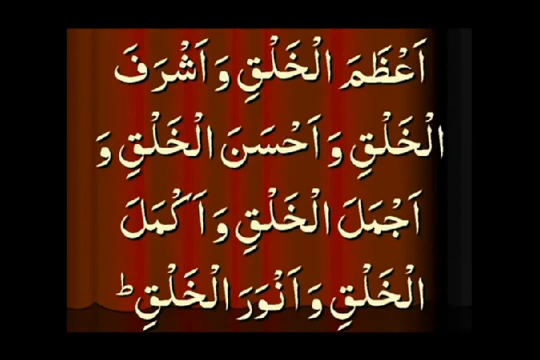 اَعْظَمَ الْخَلْقِ وَ اَشْرَفَ
الْخَلْقِ وَ اَحْسَنَ الْخَلْقِ وَ
اَجْمَلَ الْخَلْقِ وَ اَكْمَلَ
الْخَلْقِ وَ اَنْوَرَ الْخَلْقِ ؕ